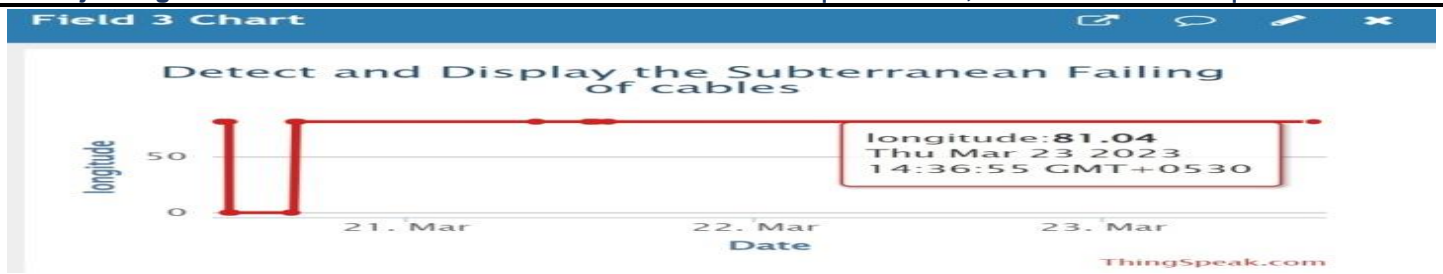 Field 3 Chart
Detect and Display the Subterranean Failing
of cables
longitude
50
0
longitude:81.04
Thu Mar 23 2023
14:36:55 GMT+0530
21. Mar
22. Mar
23. Mar
Date
ThingSpeak.com